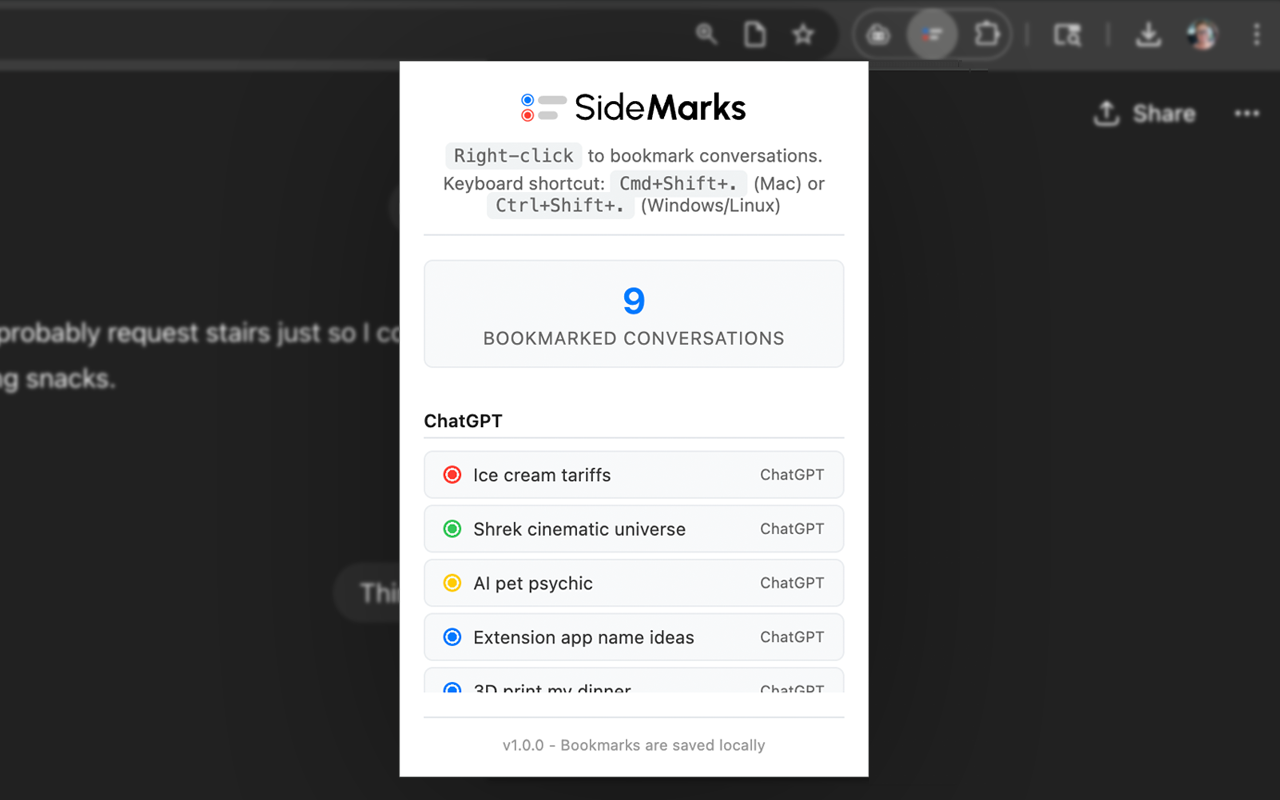 Share
SideMarks
Right-click to bookmark conversations.
Keyboard shortcut: Cmd+Shift+. (Mac) or
Ctrl+Shift+. (Windows/Linux)
9
BOOKMARKED CONVERSATIONS
probably request stairs just so I
snacks.
ChatGPT
Ice cream tariffs ChatGPT
Shrek cinematic universe ChatGPT
AI pet psychic ChatGPT
Extension app name ideas ChatGPT
3D print my dinner ChatGPT
v1.0.0 - Bookmarks are saved locally